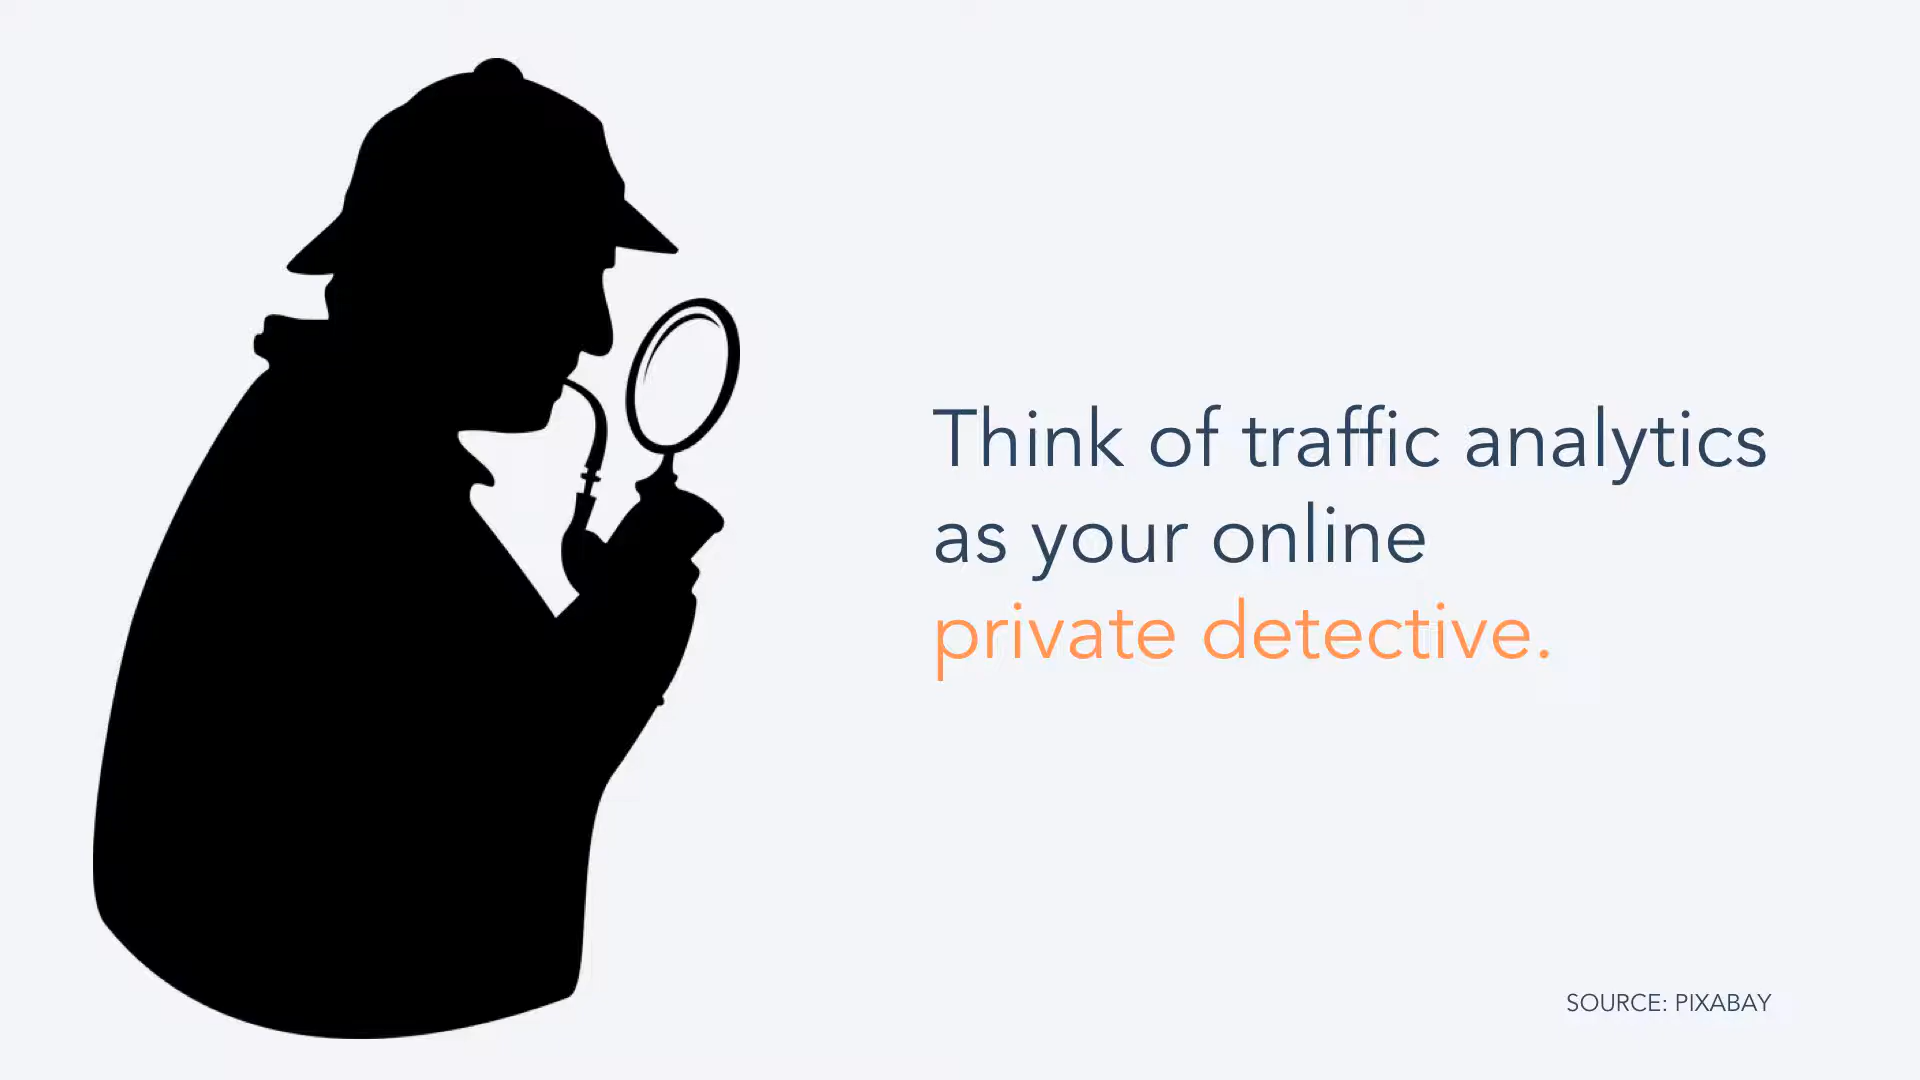 Think of traffic analytics
as your online
private detective.
SOURCE: PIXABAY